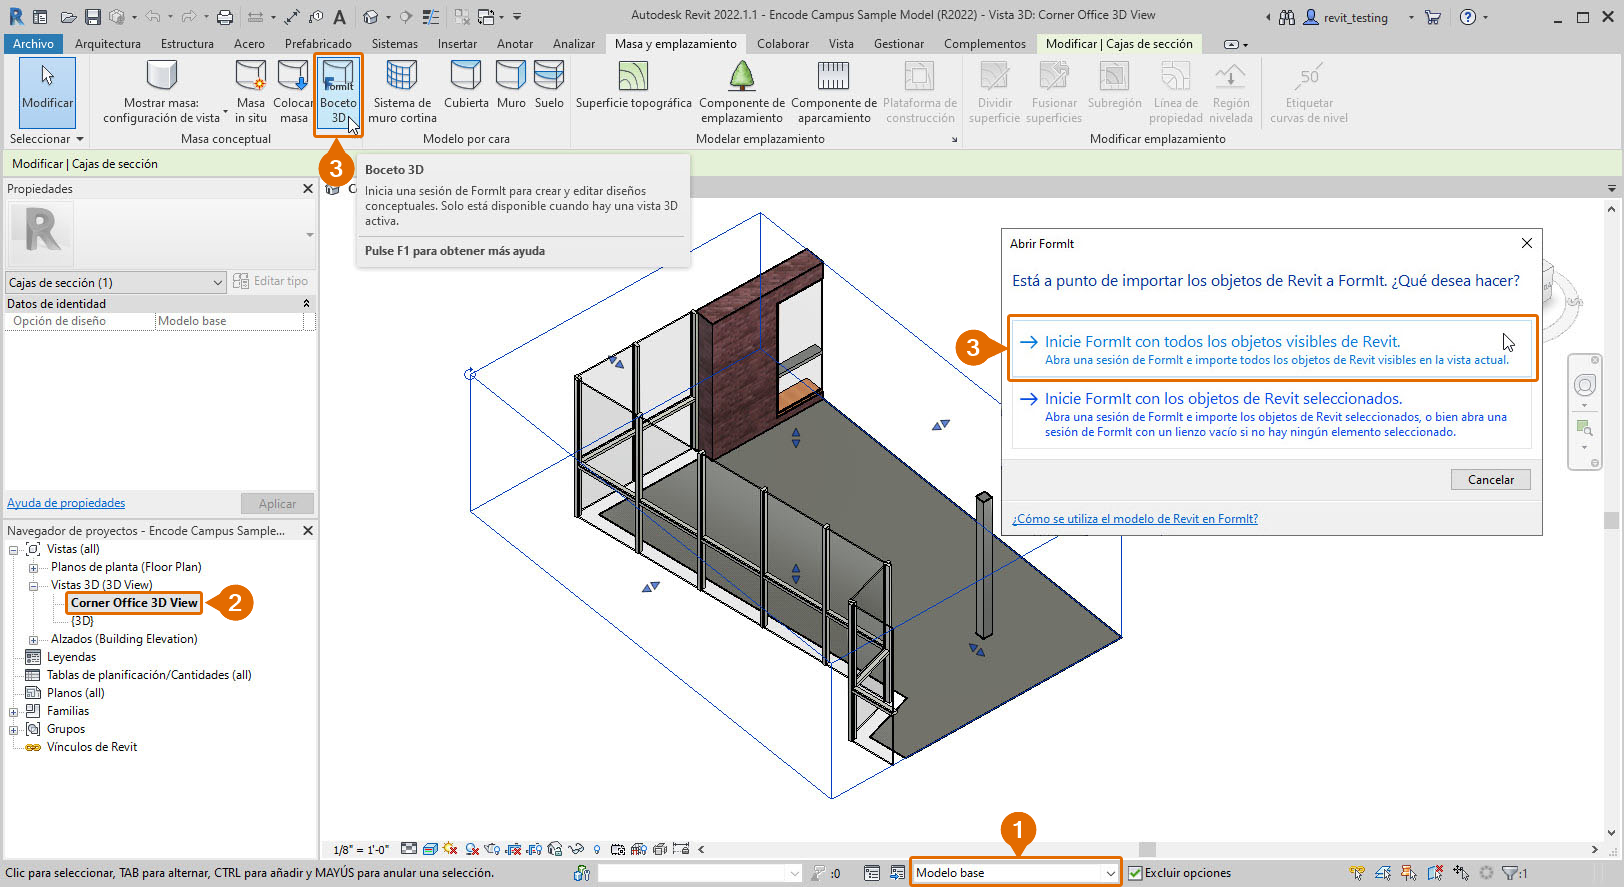 Autodesk Revit 2022.1.1 - Encode Campus Sample Model (R2022) - Vista 3D: Corner Office 3D View
revit_testing
Archivo Arquitectura Estructura Acero Prefabricado Sistemas Insertar Anotar Analizar Masa y emplazamiento Colaborar Vista Gestionar Complementos Modificar | Cajas de sección
Modificar
Mostrar masa:
configuración de vista
Masa
in situ
Colocar
masa
FormIt
Boceto
3D
Sistema de
muro cortina
Cubierta
Muro
Suelo
Superficie topográfica
Componente de
emplazamiento
Componente de
aparcamiento
Plataforma de
construcción
Dividir
superficie
Fusionar
superficies
Subregión
Línea de
propiedad
Región
nivelada
50
Etiquetar
curvas de nivel
Seleccionar
Masa conceptual
Modelo por cara
Modelar emplazamiento
Modificar emplazamiento
Modificar | Cajas de sección
3
Boceto 3D
Inicia una sesión de FormIt para crear y editar diseños
conceptuales. Solo está disponible cuando hay una vista 3D
activa.
Pulse F1 para obtener más ayuda
Propiedades
R
Cajas de sección (1)
Editar tipo
Datos de identidad
Opción de diseño Modelo base
Ayuda de propiedades
Aplicar
Navegador de proyectos - Encode Campus Sample...
Vistas (all)
Planos de planta (Floor Plan)
Vistas 3D (3D View)
Corner Office 3D View
2
{3D}
Alzados (Building Elevation)
Leyendas
Tablas de planificación/Cantidades (all)
Planos (all)
Familias
Grupos
Vínculos de Revit
Abrir FormIt
Está a punto de importar los objetos de Revit a FormIt. ¿Qué desea hacer?
3
Inicie FormIt con todos los objetos visibles de Revit.
Abra una sesión de FormIt e importe todos los objetos de Revit visibles en la vista actual.
Inicie FormIt con los objetos de Revit seleccionados.
Abra una sesión de FormIt e importe los objetos de Revit seleccionados, o bien abra una
sesión de FormIt con un lienzo vacío si no hay ningún elemento seleccionado.
Cancelar
¿Cómo se utiliza el modelo de Revit en FormIt?
1
1/8" = 1'-0"
Clic para seleccionar, TAB para alternar, CTRL para añadir y MAYÚS para anular una selección.
:0
Modelo base
Excluir opciones
:1